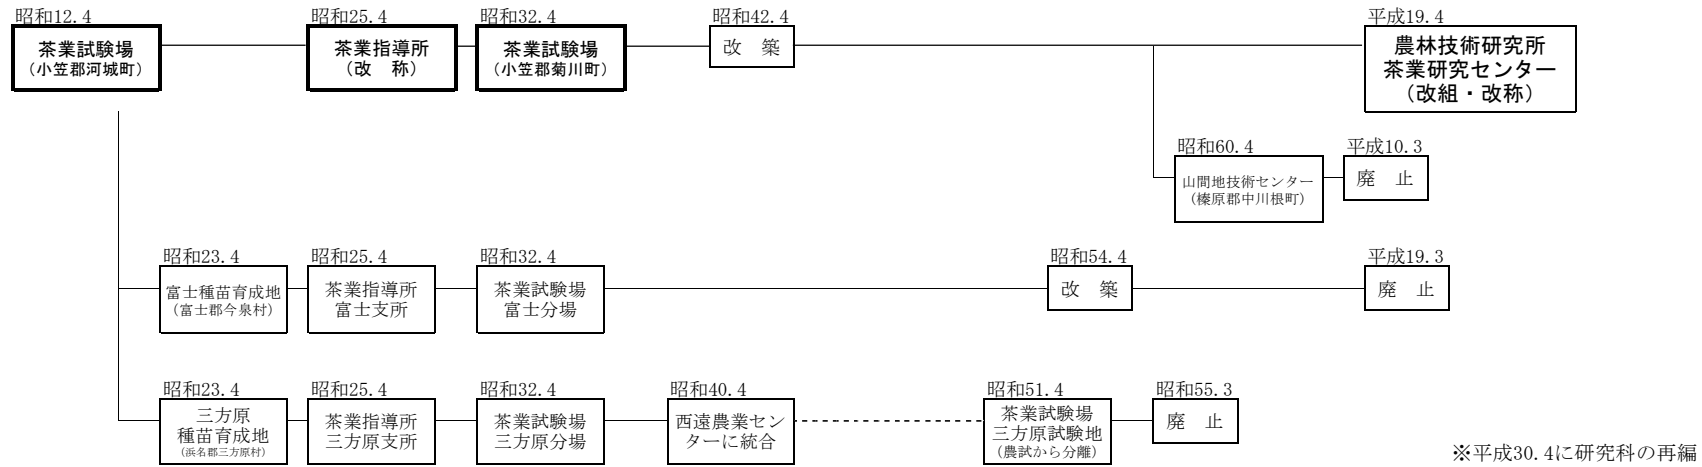 昭和12.4
茶業試験場
（小笠郡河城町）
昭和25.4
茶業指導所
（改　称）
昭和32.4
茶業試験場
（小笠郡菊川町）
昭和42.4
改　築
平成19.4
農林技術研究所
茶業研究センター
（改組・改称）
昭和60.4
山間地技術センター
（榛原郡中川根町）
平成10.3
廃　止
昭和23.4
富士種苗育成地
（富士郡今泉村）
昭和25.4
茶業指導所
富士支所
昭和32.4
茶業試験場
富士分場
昭和54.4
改　築
平成19.3
廃　止
昭和23.4
三方原
種苗育成地
（浜名郡三方原村）
昭和25.4
茶業指導所
三方原支所
昭和32.4
茶業試験場
三方原分場
昭和40.4
西遠農業セン
ターに統合
昭和51.4
茶業試験場
三方原試験地
（農試から分離）
昭和55.3
廃　止
※平成30.4に研究科の再編